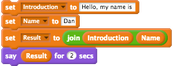 set Introduction to Hello, my name is
set Name to Dan
set Result to join Introduction Name
say Result for 2 secs